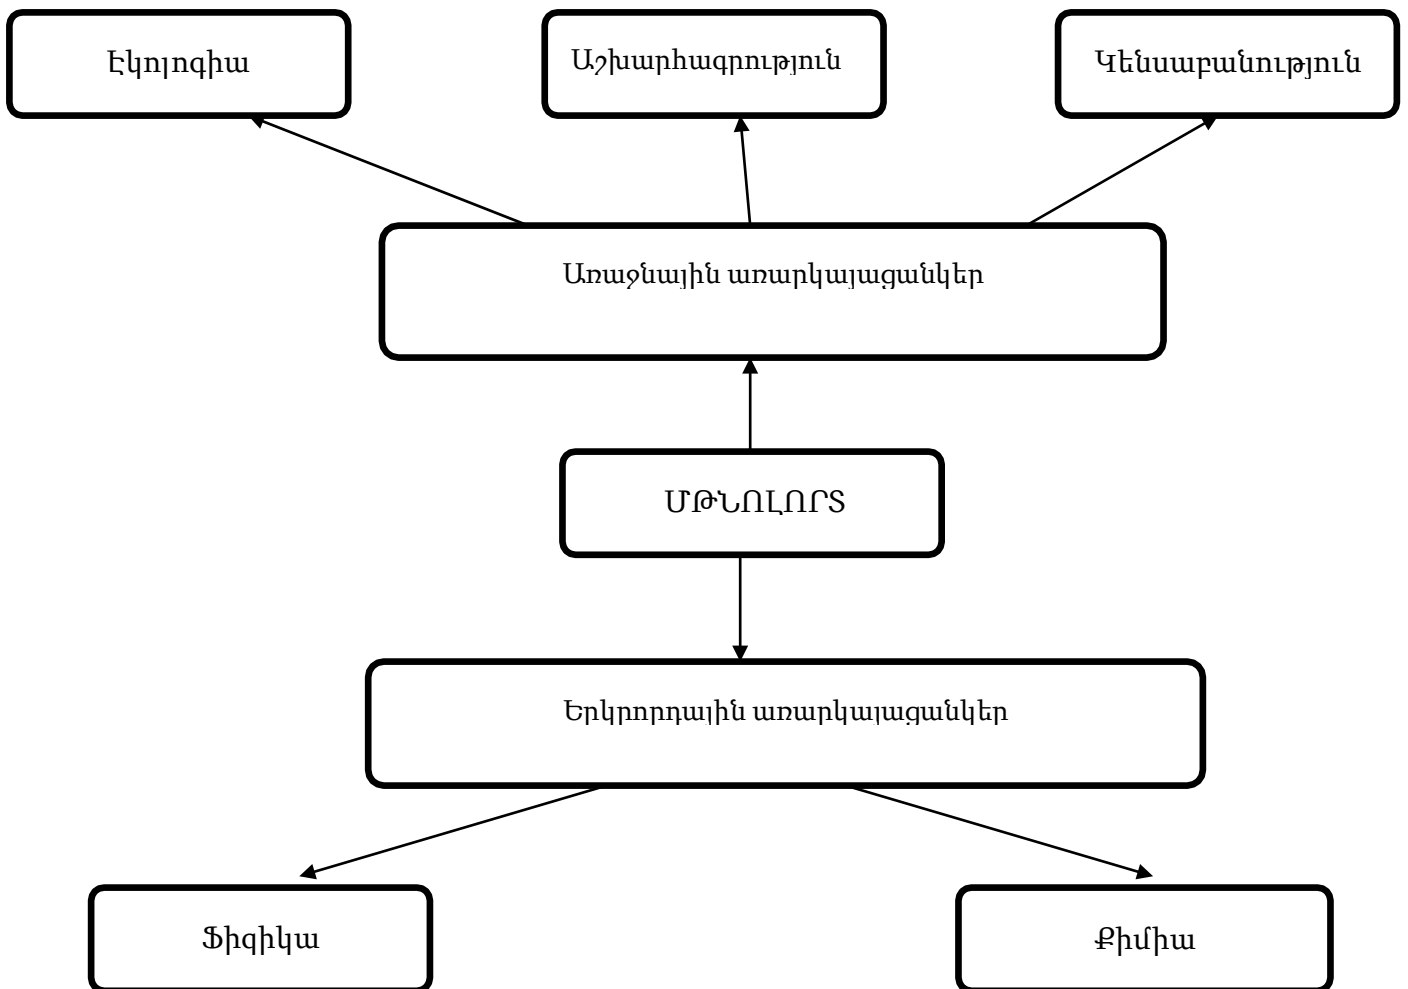 Էկոլոգիա
Աշխարհագրություն
Կենսաբանություն
Առաջնային առարկայացանկեր
ՄԹՆՈԼՈՐՏ
Երկրորդային առարկայացանկեր
Ֆիզիկա
Քիմիա